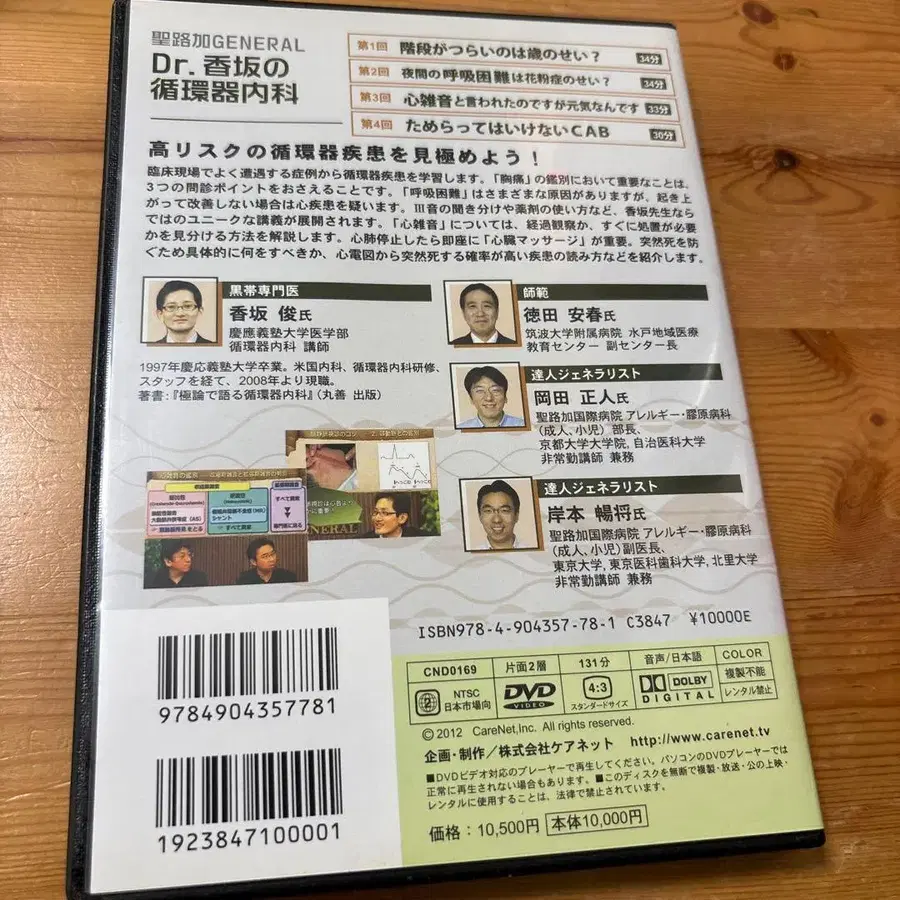 聖路加GENERAL
Dr.香坂の
循環器内科
第1回 階段がつらいのは歳のせい？ 34分
第2回 夜間の呼吸困難は花粉症のせい？ 34分
第3回 心雑音と言われたのですが元気なんです 33分
第4回 ためらってはいけないCAB 30分
高リスクの循環器疾患を見極めよう！
臨床現場でよく遭遇する症例から循環器疾患を学習します。「胸痛」の鑑別において重要なことは、
3つの問診ポイントをおさえることです。「呼吸困難」はさまざまな原因がありますが、起き上
がって改善しない場合は心疾患を疑います。Ⅲ音の聞き分けや薬剤の使い方など、香坂先生なら
ではのユニークな講義が展開されます。「心雑音」については、経過観察か、すぐに処置が必要
かを見分ける方法を解説します。心肺停止したら即座に「心臓マッサージ」が重要。突然死を防
ぐため具体的に何をすべきか、心電図から突然死する確率が高い疾患の読み方などを紹介します。
黒帯専門医
香坂 俊氏
慶應義塾大学医学部
循環器内科 講師
1997年慶応義塾大学卒業。米国内科、循環器内科研修、
スタッフを経て、2008年より現職。
著書：『極論で語る循環器内科』（丸善 出版）
師範
徳田 安春氏
筑波大学附属病院 水戸地域医療
教育センター 副センター長
達人ジェネラリスト
岡田 正人氏
聖路加国際病院 アレルギー・膠原病科
（成人、小児）部長、
京都大学大学院、自治医科大学
非常勤講師 兼務
達人ジェネラリスト
岸本 暢将氏
聖路加国際病院 アレルギー・膠原病科
（成人、小児）副医長、
東京大学、東京医科歯科大学、北里大学
非常勤講師 兼務
すべて異常
GENERAL
ISBN978-4-904357-78-1 C3847 ¥10000E
9784904357781
1923847100001
CND0169 片面2層 131分 音声/日本語 COLOR
2 NTSC
日本市場向
DVD
VIDEO
4:3
スタンダードサイズ
DOLBY
DIGITAL
複製不能
レンタル禁止
©2012 CareNet,Inc. All rights reserved.
企画・制作／株式会社ケアネット http://www.carenet.tv
■DVDビデオ対応のプレーヤーで再生してください。パソコンのDVDプレーヤーでは
正常に再生されない場合もあります。■このディスクを無断で複製・放送・公の上映・
レンタルに使用することは、法律で禁止されています。
価格：10,500円 本体10,000円